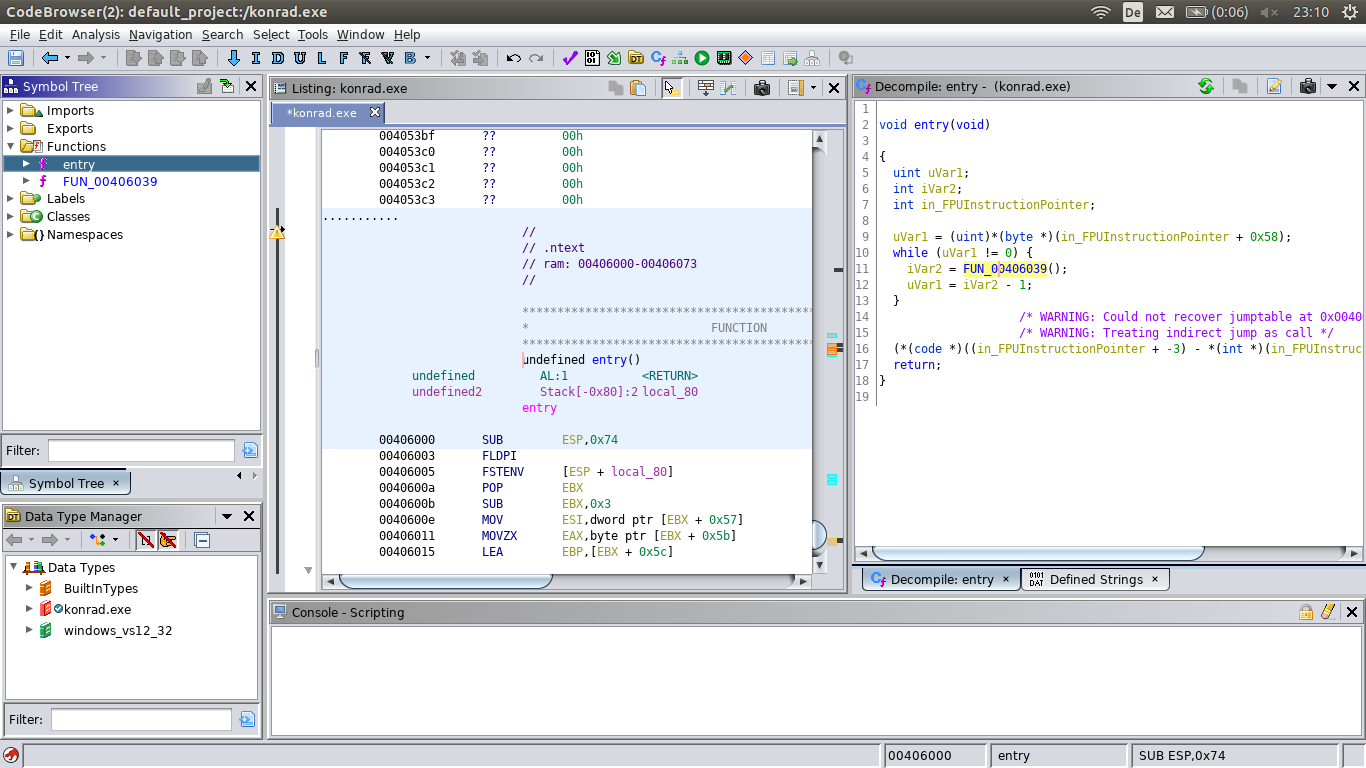 CodeBrowser(2): default_project:/konrad.exe
De (0:06) 23:10
File Edit Analysis Navigation Search Select Tools Window Help
I D U L F R V B
Symbol Tree
Imports
Exports
Functions
f entry
f FUN_00406039
Labels
Classes
Namespaces
Filter:
Symbol Tree ×
Data Type Manager
Data Types
BuiltInTypes
konrad.exe
windows_vs12_32
Filter:
Listing: konrad.exe
*konrad.exe
004053bf ?? 00h
004053c0 ?? 00h
004053c1 ?? 00h
004053c2 ?? 00h
004053c3 ?? 00h
...........
//
// .ntext
// ram: 00406000-00406073
//
*****************************************
* FUNCTION
*****************************************
undefined entry()
undefined AL:1 <RETURN>
undefined2 Stack[-0x80]:2 local_80
entry
00406000 SUB ESP,0x74
00406003 FLDPI
00406005 FSTENV [ESP + local_80]
0040600a POP EBX
0040600b SUB EBX,0x3
0040600e MOV ESI,dword ptr [EBX + 0x57]
00406011 MOVZX EAX,byte ptr [EBX + 0x5b]
00406015 LEA EBP,[EBX + 0x5c]
Decompile: entry - (konrad.exe)
1
2 void entry(void)
3
4 {
5 uint uVar1;
6 int iVar2;
7 int in_FPUInstructionPointer;
8
9 uVar1 = (uint)*(byte *)(in_FPUInstructionPointer + 0x58);
10 while (uVar1 != 0) {
11 iVar2 = FUN_00406039();
12 uVar1 = iVar2 - 1;
13 }
14 /* WARNING: Could not recover jumptable at 0x0040
15 /* WARNING: Treating indirect jump as call */
16 (*(code *)((in_FPUInstructionPointer + -3) - *(int *)(in_FPUInstruc
17 return;
18 }
19
Decompile: entry × Defined Strings ×
Console - Scripting
00406000 entry SUB ESP,0x74